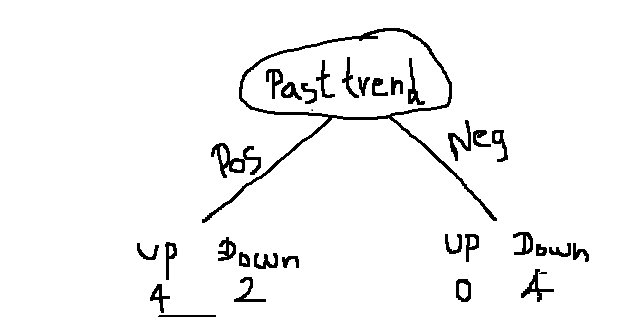 Past trend
Pos Neg
Up Down Up Down
4 2 0 4